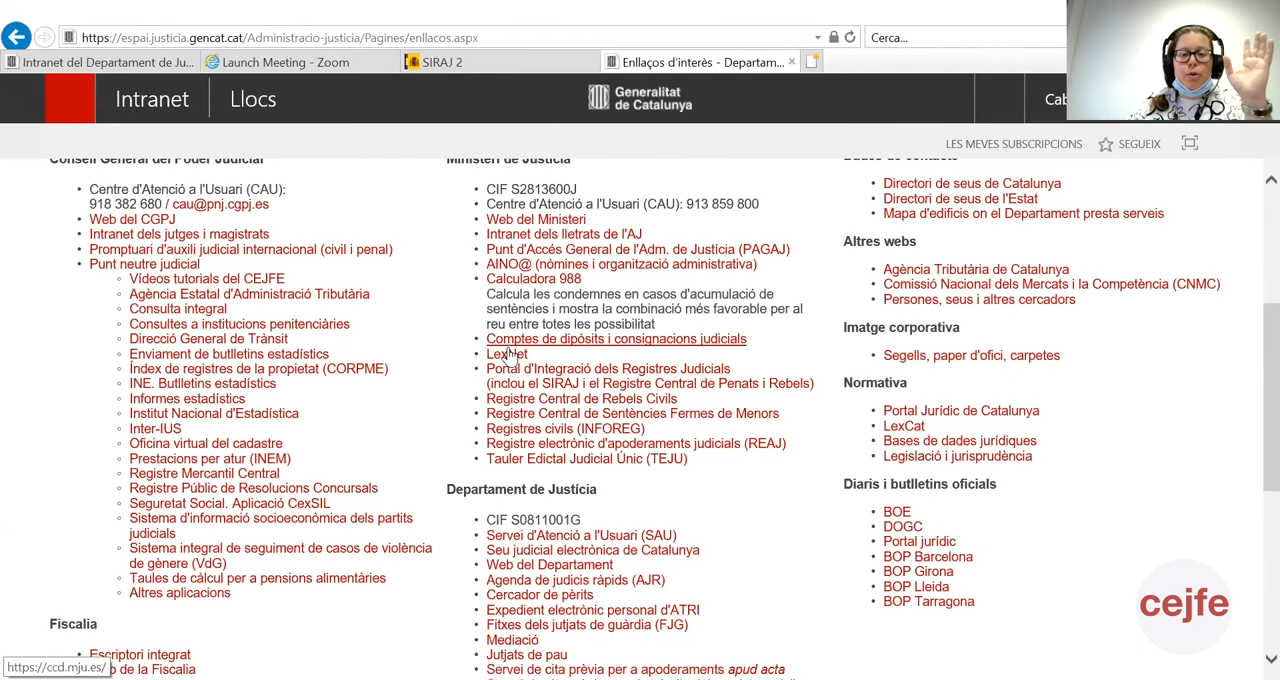 https://espai.justicia.gencat.cat/Administracio-justicia/Pagines/enllacos.aspx
Cerca...
Intranet del Departament de Ju...
Launch Meeting - Zoom
SIRAJ 2
Enllaços d'interès - Departam...
Intranet
Llocs
Generalitat
de Catalunya
LES MEVES SUBSCRIPCIONS
SEGUEIX
Consell General del Poder Judicial
Centre d'Atenció a l'Usuari (CAU):
918 382 680 / cau@pnj.cgpj.es
Web del CGPJ
Intranet dels jutges i magistrats
Promptuari d'auxili judicial internacional (civil i penal)
Punt neutre judicial
Vídeos tutorials del CEJFE
Agència Estatal d'Administració Tributària
Consulta integral
Consultes a institucions penitenciàries
Direcció General de Trànsit
Enviament de butlletins estadístics
Índex de registres de la propietat (CORPME)
INE. Butlletins estadístics
Informes estadístics
Institut Nacional d'Estadística
Inter-IUS
Oficina virtual del cadastre
Prestacions per atur (INEM)
Registre Mercantil Central
Registre Públic de Resolucions Concursals
Seguretat Social. Aplicació CexSIL
Sistema d'informació socioeconòmica dels partits
judicials
Sistema integral de seguiment de casos de violència
de gènere (VdG)
Taules de càlcul per a pensions alimentàries
Altres aplicacions
Fiscalia
Escriptori integrat
de la Fiscalia
https://ccd.mju.es/
Ministeri de Justícia
CIF S2813600J
Centre d'Atenció a l'Usuari (CAU): 913 859 800
Web del Ministeri
Intranet dels lletrats de l'AJ
Punt d'Accés General de l'Adm. de Justícia (PAGAJ)
AINO@ (nòmines i organització administrativa)
Calculadora 988
Calcula les condemnes en casos d'acumulació de
sentències i mostra la combinació més favorable per al
reu entre totes les possibilitat
Comptes de dipòsits i consignacions judicials
LexNet
Portal d'Integració dels Registres Judicials
(inclou el SIRAJ i el Registre Central de Penats i Rebels)
Registre Central de Rebels Civils
Registre Central de Sentències Fermes de Menors
Registres civils (INFOREG)
Registre electrònic d'apoderaments judicials (REAJ)
Tauler Edictal Judicial Únic (TEJU)
Departament de Justícia
CIF S0811001G
Servei d'Atenció a l'Usuari (SAU)
Seu judicial electrònica de Catalunya
Web del Departament
Agenda de judicis ràpids (AJR)
Cercador de pèrits
Expedient electrònic personal d'ATRI
Fitxes dels jutjats de guàrdia (FJG)
Mediació
Jutjats de pau
Servei de cita prèvia per a apoderaments apud acta
Bases de contacte
Directori de seus de Catalunya
Directori de seus de l'Estat
Mapa d'edificis on el Departament presta serveis
Altres webs
Agència Tributària de Catalunya
Comissió Nacional dels Mercats i la Competència (CNMC)
Persones, seus i altres cercadors
Imatge corporativa
Segells, paper d'ofici, carpetes
Normativa
Portal Jurídic de Catalunya
LexCat
Bases de dades jurídiques
Legislació i jurisprudència
Diaris i butlletins oficials
BOE
DOGC
Portal jurídic
BOP Barcelona
BOP Girona
BOP Lleida
BOP Tarragona
cejfe